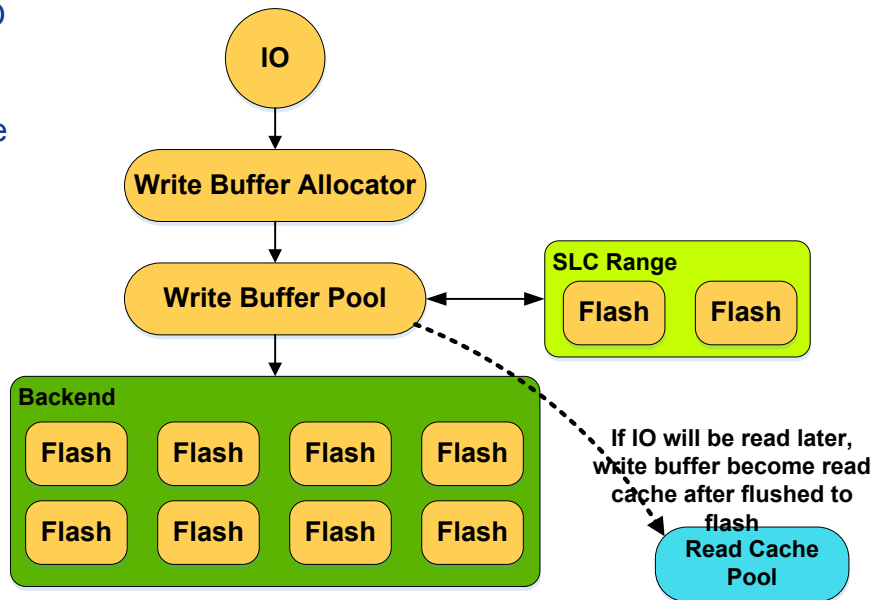 IO
Write Buffer Allocator
Write Buffer Pool
SLC Range
Flash Flash
Backend
Flash Flash Flash Flash
Flash Flash Flash Flash
If IO will be read later,
write buffer become read
cache after flushed to
flash
Read Cache
Pool